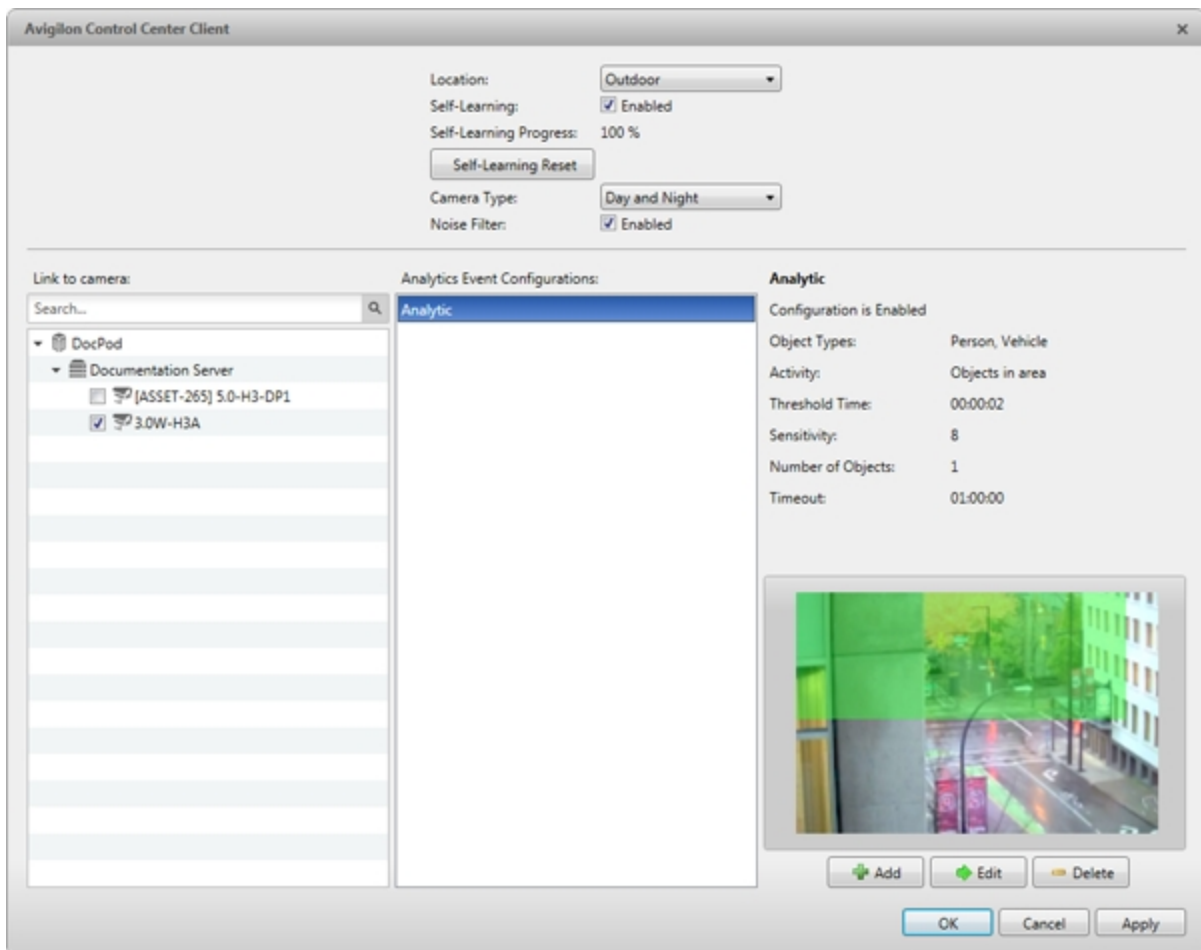 Avigilon Control Center Client
Location: Outdoor
Self-Learning: Enabled
Self-Learning Progress: 100 %
Self-Learning Reset
Camera Type: Day and Night
Noise Filter: Enabled
Link to camera:
Search...
DocPod
Documentation Server
[ASSET-265] 5.0-H3-DP1
3.0W-H3A
Analytics Event Configurations:
Analytic
Analytic
Configuration is Enabled
Object Types: Person, Vehicle
Activity: Objects in area
Threshold Time: 00:00:02
Sensitivity: 8
Number of Objects: 1
Timeout: 01:00:00
Add Edit Delete
OK Cancel Apply